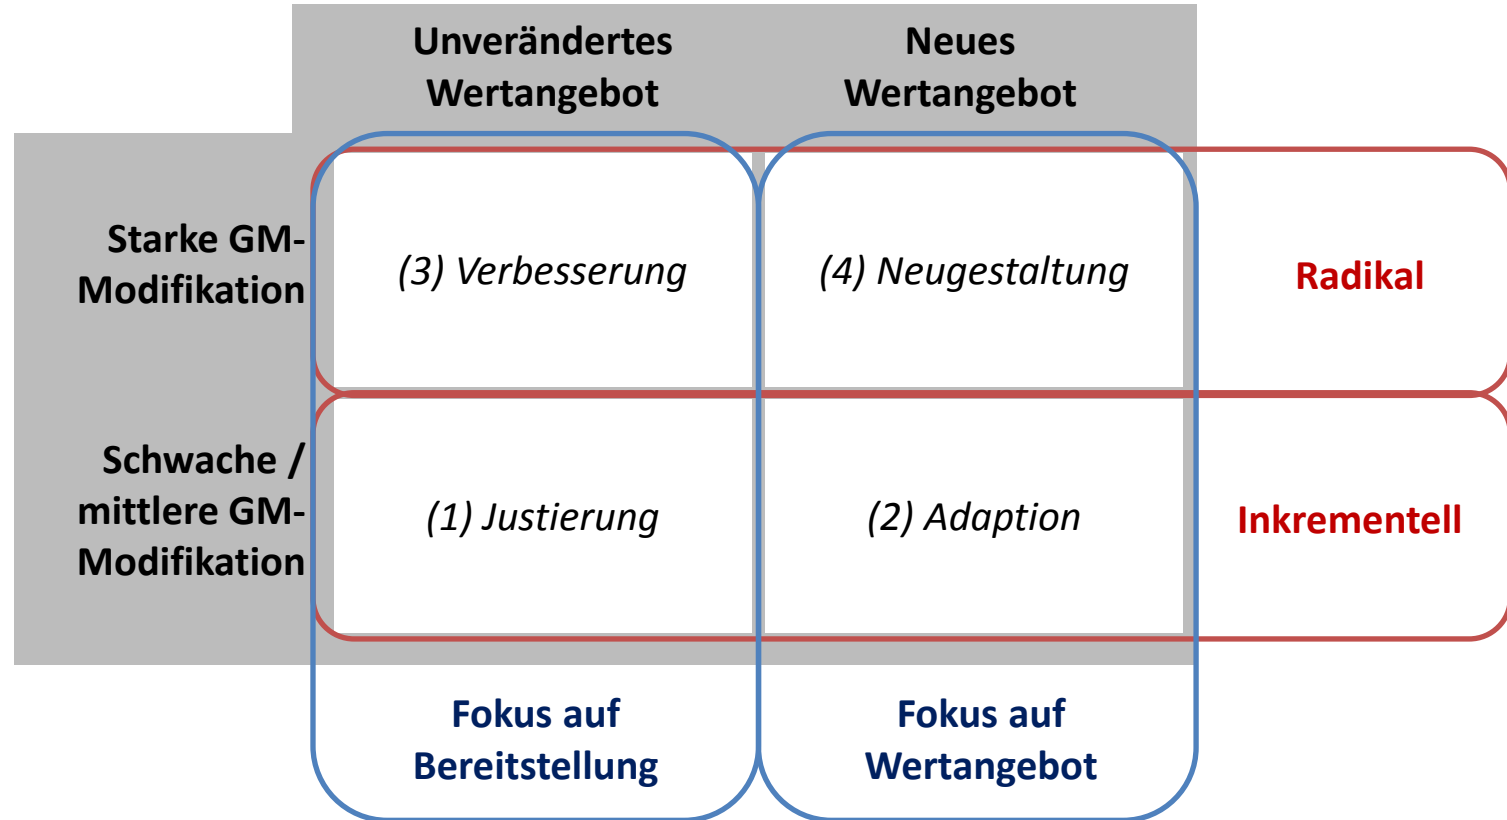 Unverändertes
Wertangebot
Neues
Wertangebot
Starke GM-
Modifikation
(3) Verbesserung
(4) Neugestaltung
Radikal
Schwache /
mittlere GM-
Modifikation
(1) Justierung
(2) Adaption
Inkrementell
Fokus auf
Bereitstellung
Fokus auf
Wertangebot